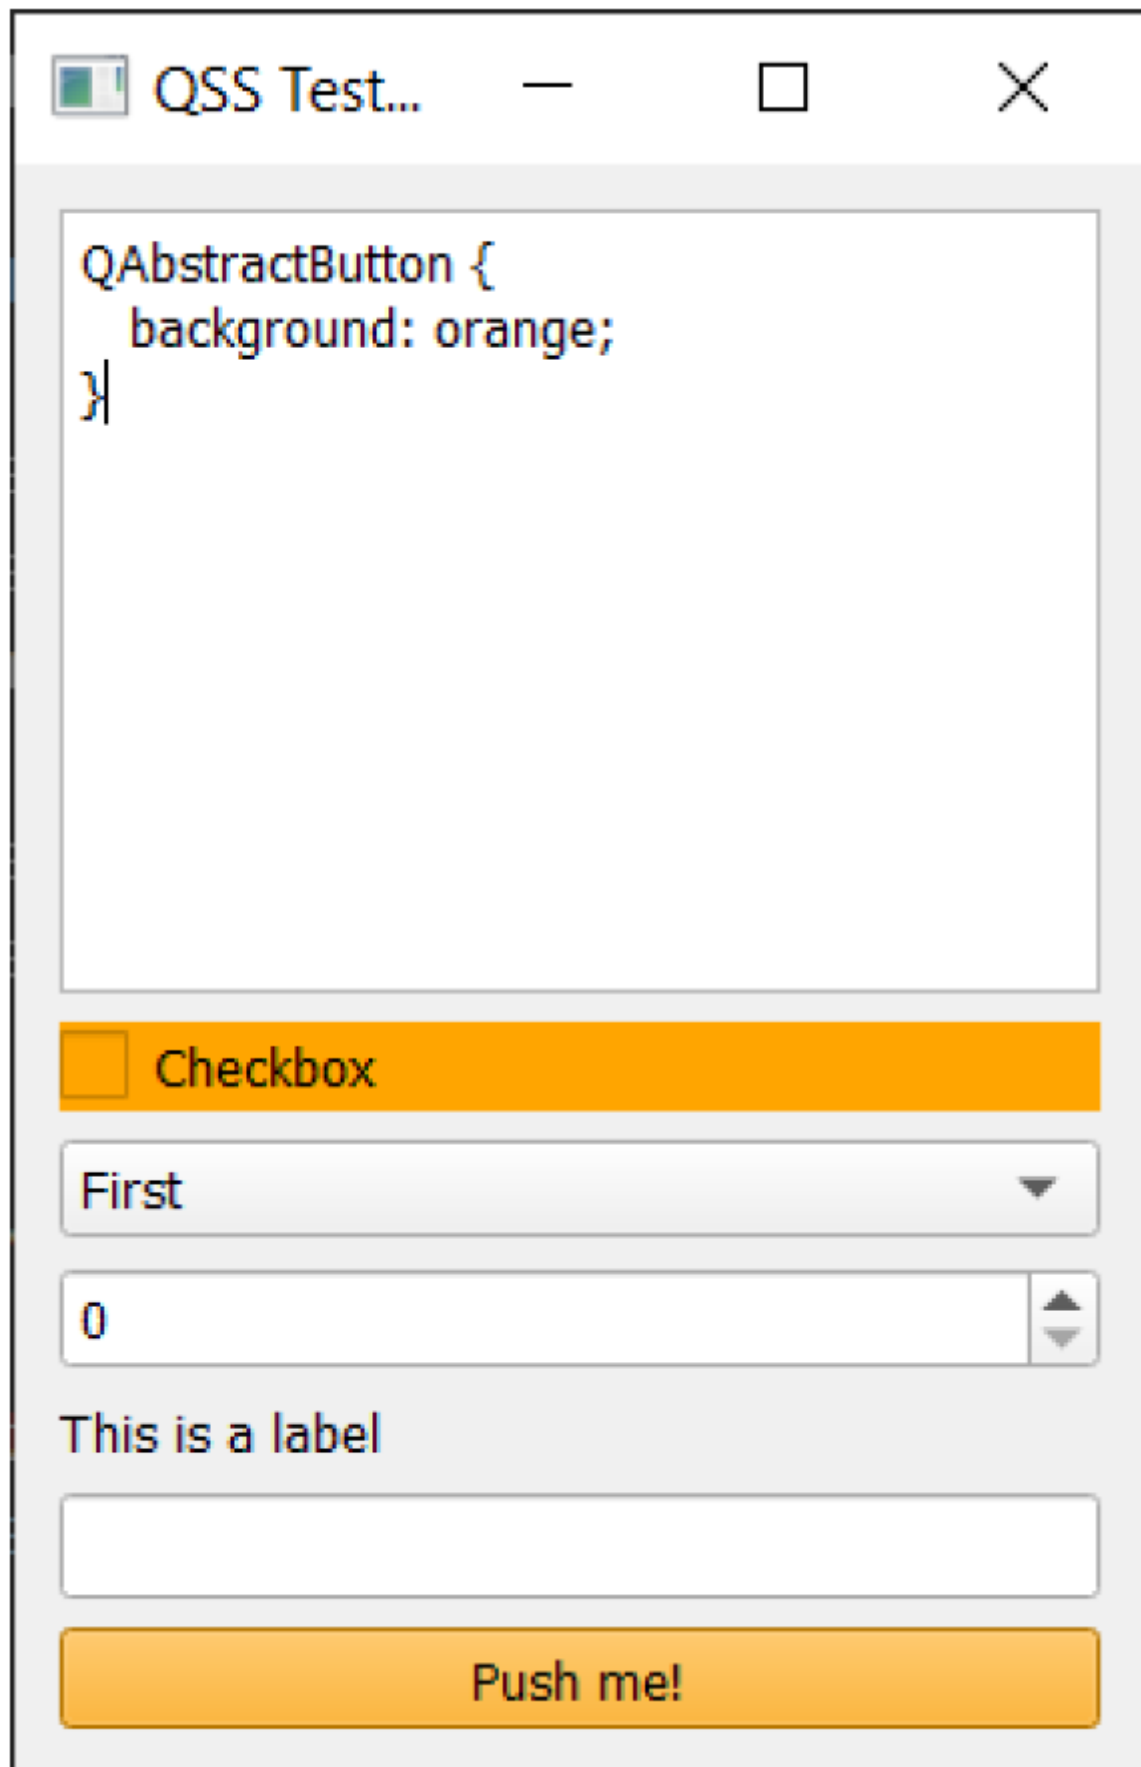 QSS Test...
QAbstractButton {
   background: orange;
}
Checkbox
First
0
This is a label
Push me!